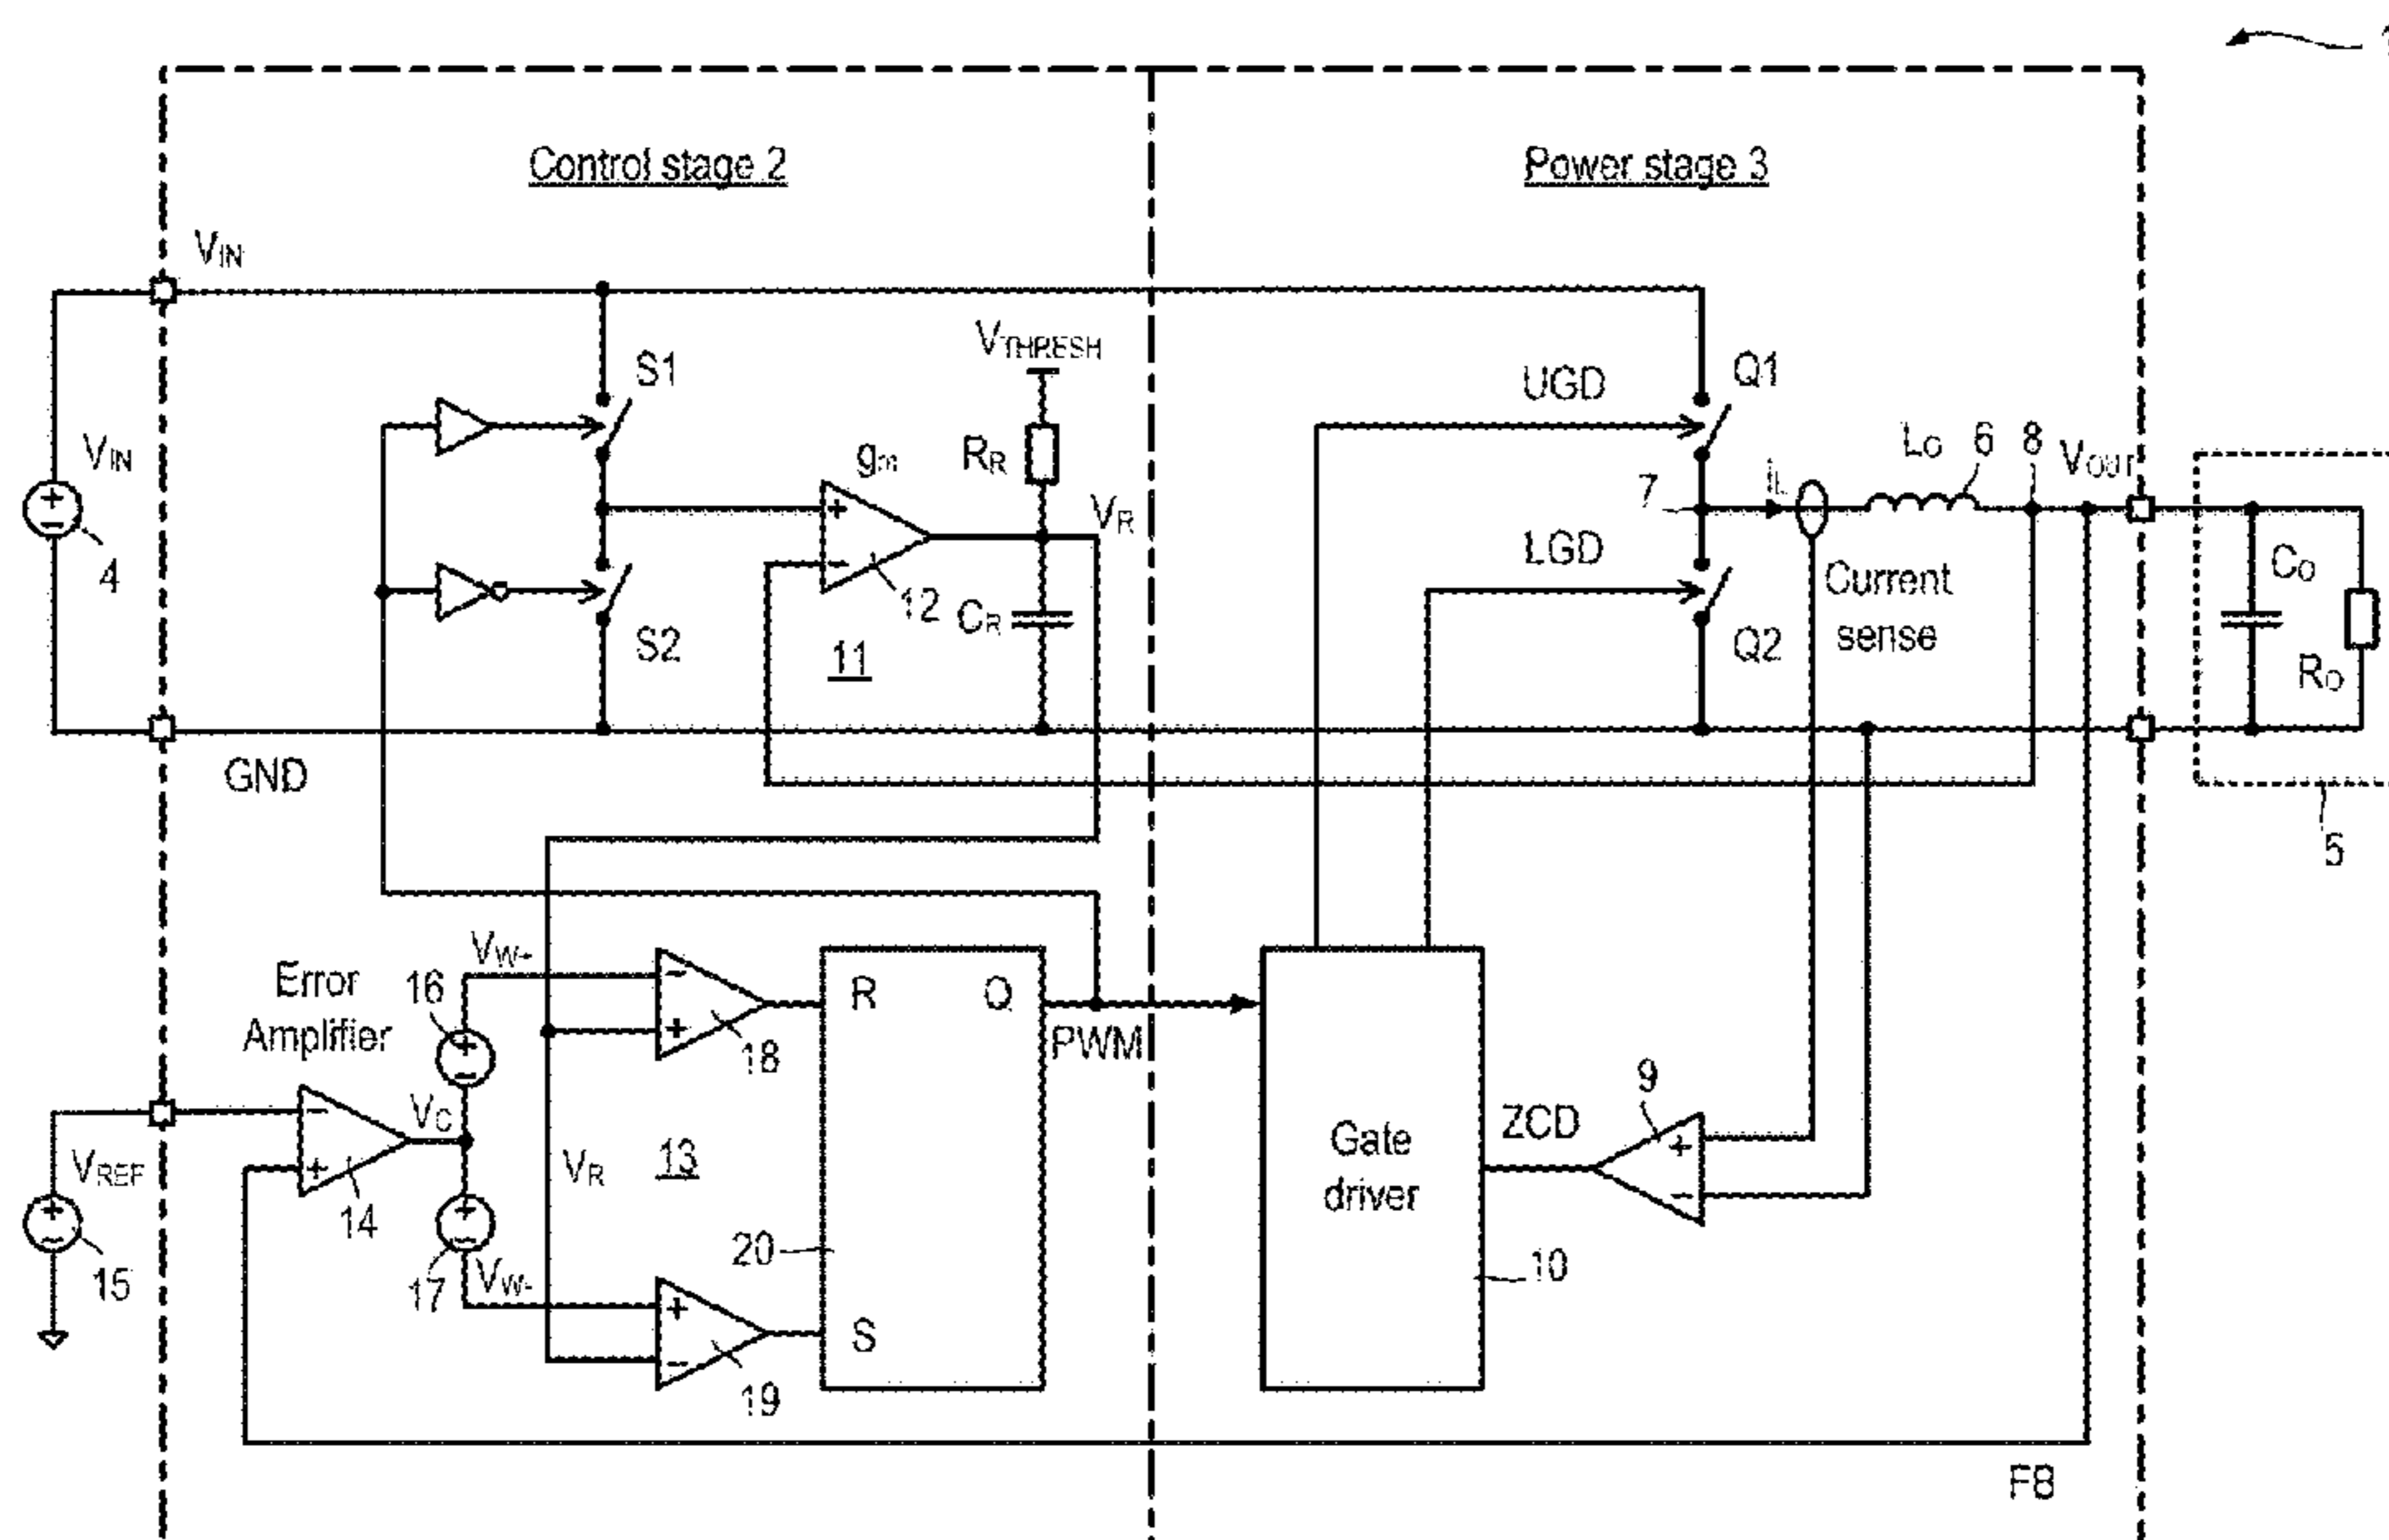 1
Control stage 2
Power stage 3
VIN
VTHRESH
S1
UGD
Q1
VIN
gm
RR
LO
6
8
VOUT
7
iL
VR
+
-
4
12
CR
LGD
Current
sense
CO
S2
11
Q2
RO
GND
5
VW+
Error
Amplifier
16
R
Q
18
PWM
9
VC
ZCD
VREF
VR
13
Gate
driver
14
15
17
VW-
20
10
S
19
FB